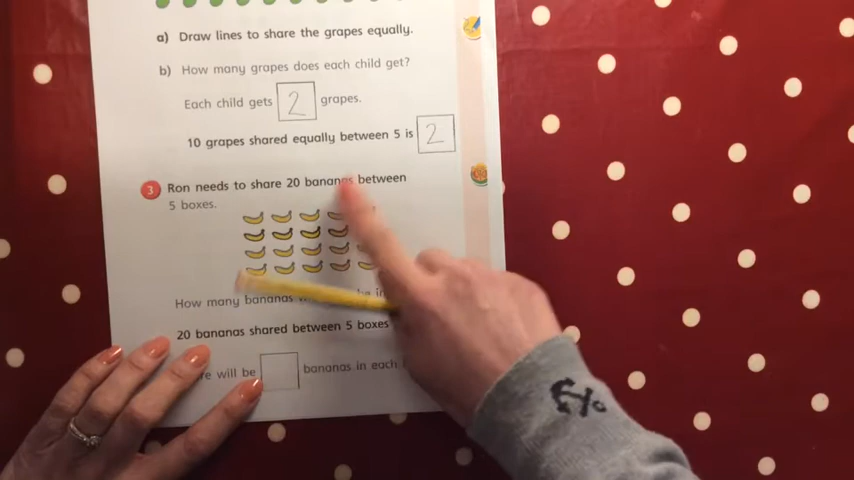 a) Draw lines to share the grapes equally.
b) How many grapes does each child get?
Each child gets 2 grapes.
10 grapes shared equally between 5 is 2
3 Ron needs to share 20 bananas between
5 boxes.
How many bananas
20 bananas shared between 5 boxes
will be bananas in each